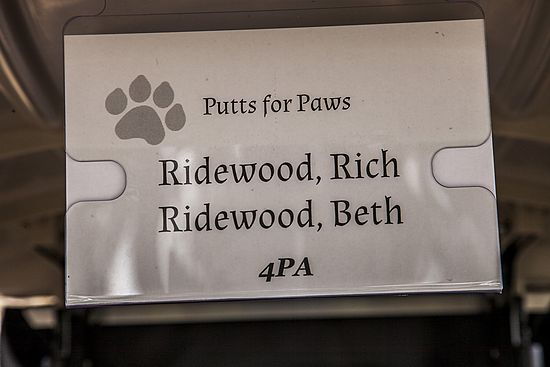 Putts for Paws
Ridewood, Rich
Ridewood, Beth
4PA